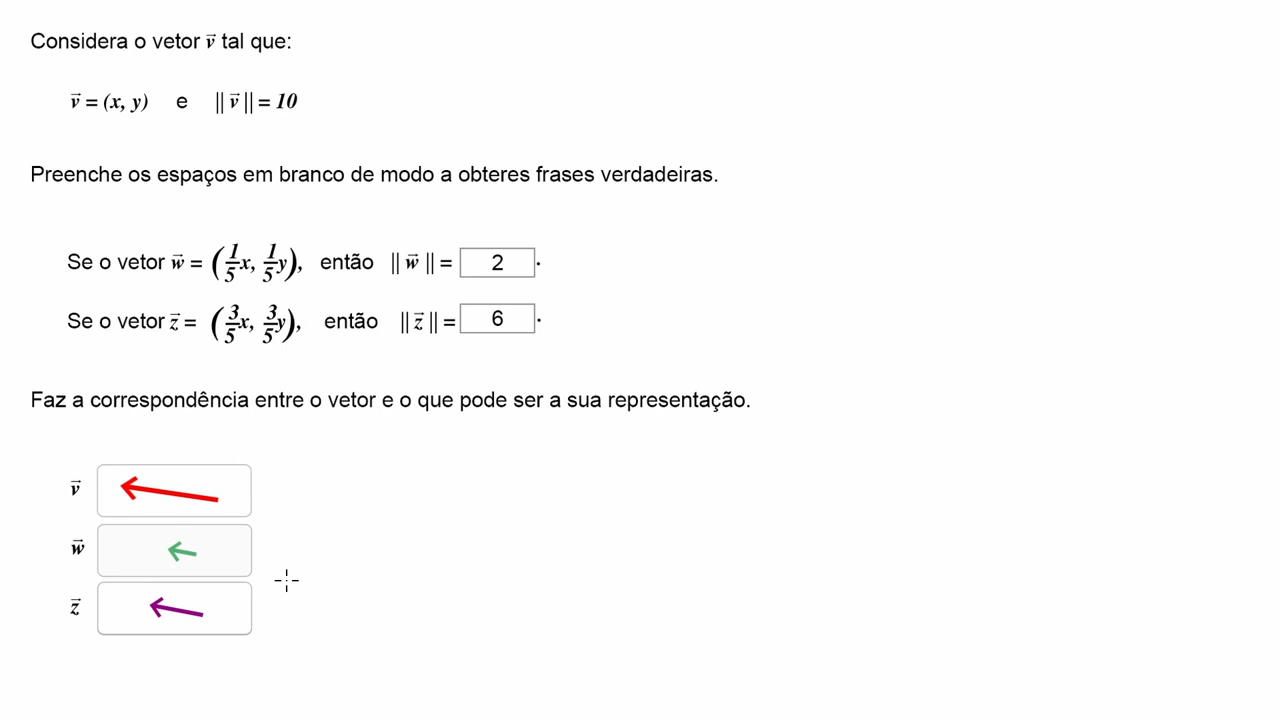 Considera o vetor v⃗ tal que:
v⃗ = (x, y) e || v⃗ || = 10
Preenche os espaços em branco de modo a obteres frases verdadeiras.
Se o vetor w⃗ = (1/5x, 1/5y), então || w⃗ || = 2.
Se o vetor z⃗ = (3/5x, 3/5y), então || z⃗ || = 6.
Faz a correspondência entre o vetor e o que pode ser a sua representação.
v⃗
w⃗
z⃗